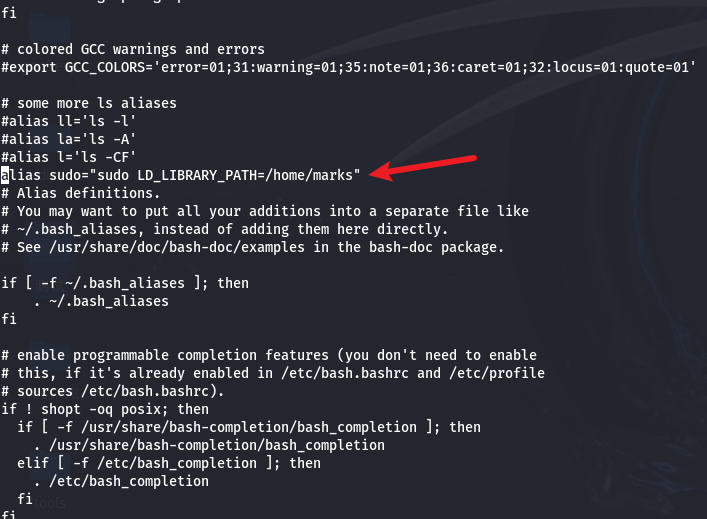 fi
# colored GCC warnings and errors
#export GCC_COLORS='error=01;31:warning=01;35:note=01;36:caret=01;32:locus=01:quote=01'
# some more ls aliases
#alias ll='ls -l'
#alias la='ls -A'
#alias l='ls -CF'
alias sudo="sudo LD_LIBRARY_PATH=/home/marks"
# Alias definitions.
# You may want to put all your additions into a separate file like
# ~/.bash_aliases, instead of adding them here directly.
# See /usr/share/doc/bash-doc/examples in the bash-doc package.
if [ -f ~/.bash_aliases ]; then
    . ~/.bash_aliases
fi
# enable programmable completion features (you don't need to enable
# this, if it's already enabled in /etc/bash.bashrc and /etc/profile
# sources /etc/bash.bashrc).
if ! shopt -oq posix; then
  if [ -f /usr/share/bash-completion/bash_completion ]; then
    . /usr/share/bash-completion/bash_completion
  elif [ -f /etc/bash_completion ]; then
    . /etc/bash_completion
  fi
tools
fi